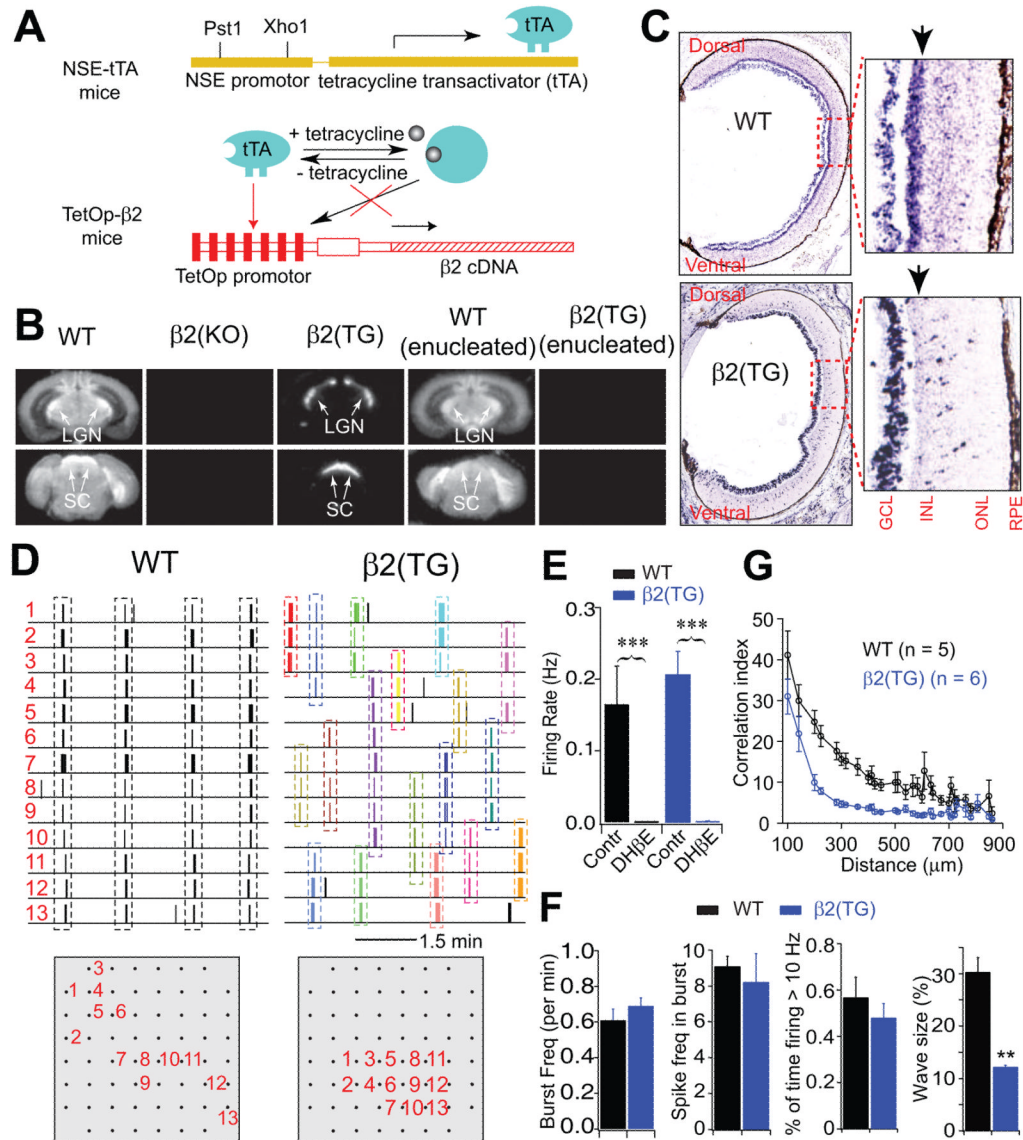 A
NSE-tTA
mice
Pst1
Xho1
tTA
NSE promotor
tetracycline transactivator (tTA)
tTA
+ tetracycline
- tetracycline
TetOp-β2
mice
TetOp promotor
β2 cDNA
B
WT
β2(KO)
β2(TG)
WT
(enucleated)
β2(TG)
(enucleated)
LGN
LGN
LGN
SC
SC
SC
C
Dorsal
WT
Ventral
Dorsal
β2(TG)
Ventral
GCL
INL
ONL
RPE
D
WT
β2(TG)
1
2
3
4
5
6
7
8
9
10
11
12
13
1.5 min
3
1 4
5 6
2
7 8 10 11
9 12
13
1 3 5 8 11
2 4 6 9 12
7 10 13
E
WT
β2(TG)
Firing Rate (Hz)
0.3
0.2
0.1
0.0
***
***
Contr
DHβE
Contr
DHβE
G
Correlation index
50
40
30
20
10
0
WT (n = 5)
β2(TG) (n = 6)
100
300
500
700
900
Distance (μm)
F
WT
β2(TG)
Burst Freq (per min)
1.0
0.8
0.6
0.4
0.2
0.0
Spike freq in burst
10
8
6
4
2
0
% of time firing > 10 Hz
0.8
0.6
0.4
0.2
0.0
Wave size (%)
30
20
10
0
**